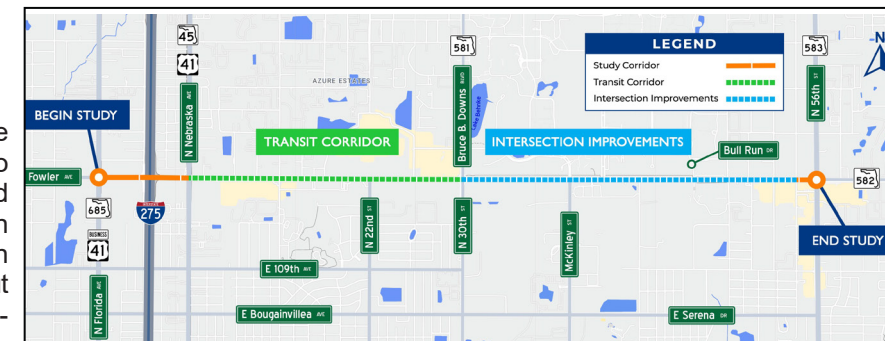 45
41
581
583
N
LEGEND
Study Corridor
Transit Corridor
Intersection Improvements
AZURE ESTATES
N Nebraska AVE
Bruce B. Downs BLVD
Lake Behnke
N 56th ST
BEGIN STUDY
TRANSIT CORRIDOR
INTERSECTION IMPROVEMENTS
Bull Run DR
Fowler AVE
582
685
275
BUSINESS
41
N 22nd ST
N 30th ST
McKinley ST
END STUDY
E 109th AVE
N Florida AVE
E Bougainvillea AVE
E Serena DR